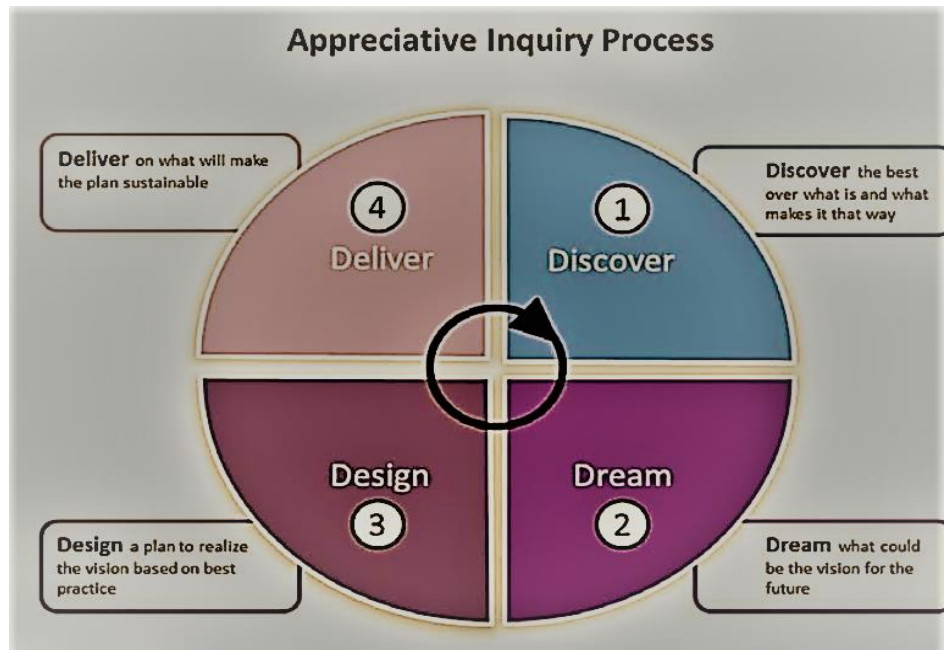 Appreciative Inquiry Process
Deliver on what will make
the plan sustainable
4
Deliver
1
Discover
Discover the best
over what is and what
makes it that way
Design
3
Dream
2
Design a plan to realize
the vision based on best
practice
Dream what could
be the vision for the
future